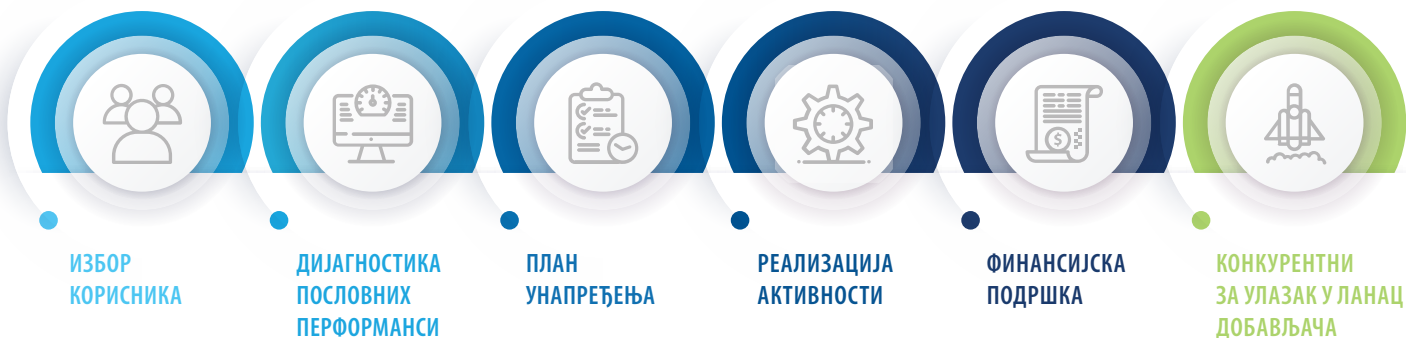 ИЗБОР
КОРИСНИКА
ДИЈАГНОСТИКА
ПОСЛОВНИХ
ПЕРФОРМАНСИ
ПЛАН
УНАПРЕЂЕЊА
РЕАЛИЗАЦИЈА
АКТИВНОСТИ
ФИНАНСИЈСКА
ПОДРШКА
КОНКУРЕНТНИ
ЗА УЛАЗАК У ЛАНАЦ
ДОБАВЉАЧА